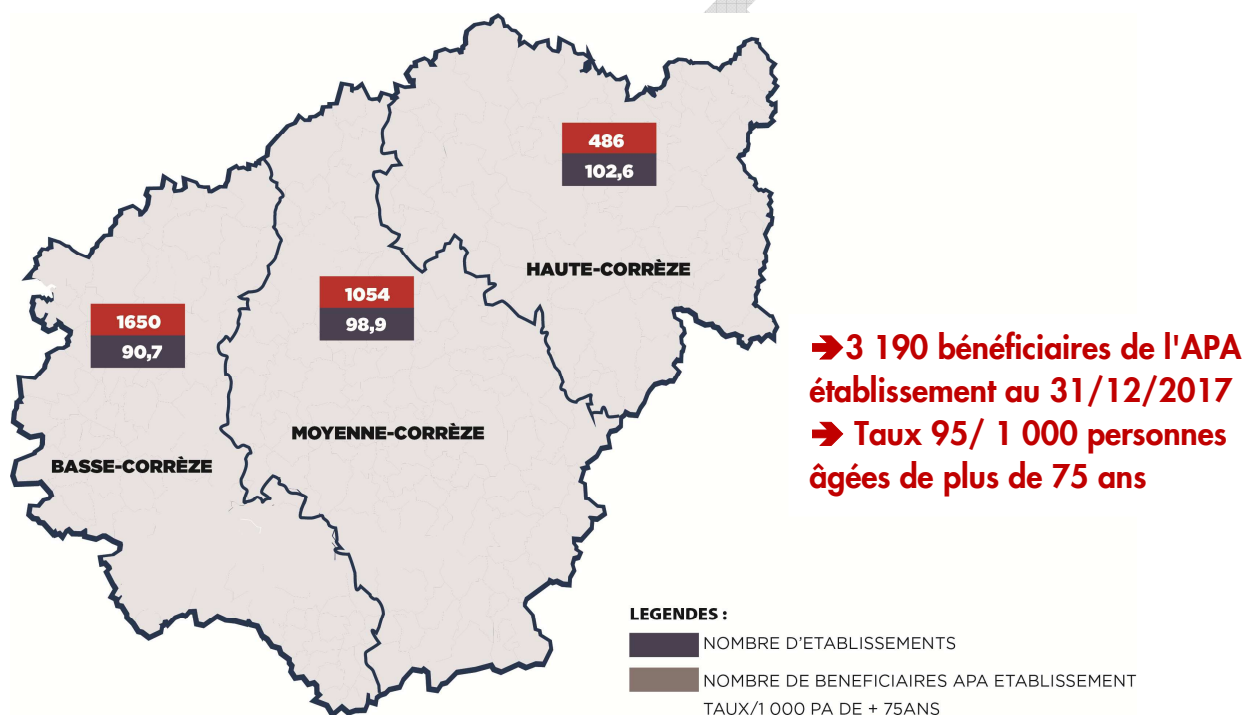 486
102,6
HAUTE-CORRÈZE
1054
98,9
1650
90,7
MOYENNE-CORRÈZE
BASSE-CORRÈZE
➔3 190 bénéficiaires de l'APA
établissement au 31/12/2017
➔ Taux 95/ 1 000 personnes
âgées de plus de 75 ans
LEGENDES :
NOMBRE D'ETABLISSEMENTS
NOMBRE DE BENEFICIAIRES APA ETABLISSEMENT
TAUX/1 000 PA DE + 75ANS